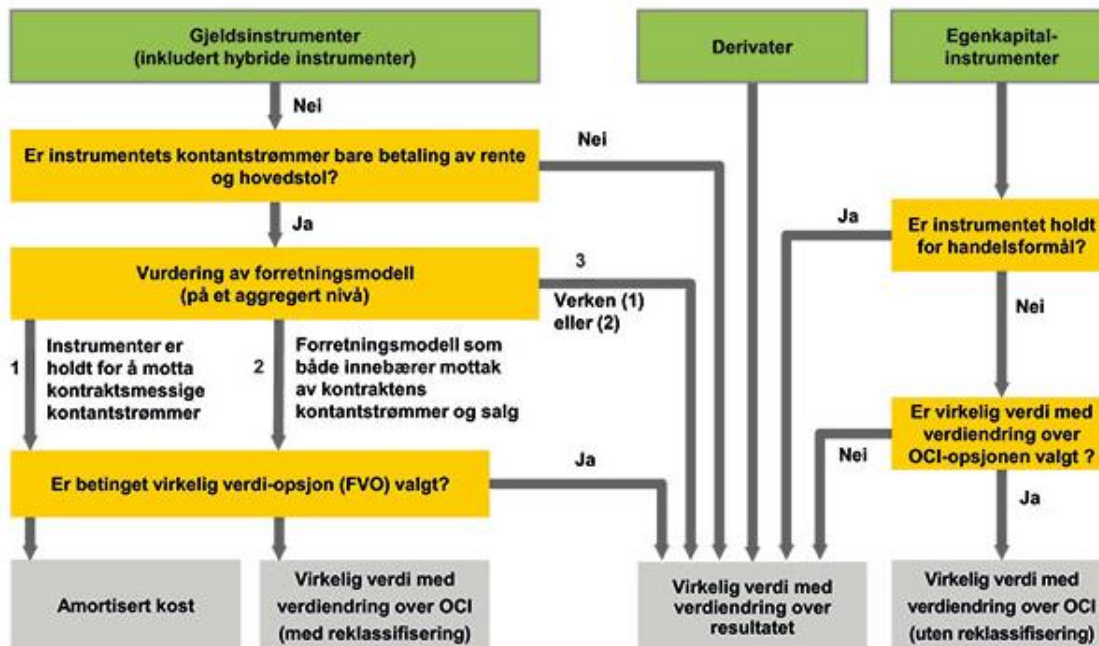 Gjeldsinstrumenter
(inkludert hybride instrumenter)
Derivater
Egenkapital-
instrumenter
Nei
Er instrumentets kontantstrømmer bare betaling av rente
og hovedstol?
Nei
Ja
Ja
Er instrumentet holdt
for handelsformål?
Vurdering av forretningsmodell
(på et aggregert nivå)
3
Verken (1)
eller (2)
Nei
1
Instrumenter er
holdt for å motta
kontraktsmessige
kontantstrømmer
2
Forretningsmodell som
både innebærer mottak
av kontraktens
kontantstrømmer og salg
Er virkelig verdi med
verdiendring over
OCI-opsjonen valgt ?
Nei
Ja
Er betinget virkelig verdi-opsjon (FVO) valgt?
Ja
Amortisert kost
Virkelig verdi med
verdiendring over OCI
(med reklassifisering)
Virkelig verdi med
verdiendring over
resultatet
Virkelig verdi med
verdiendring over OCI
(uten reklassifisering)